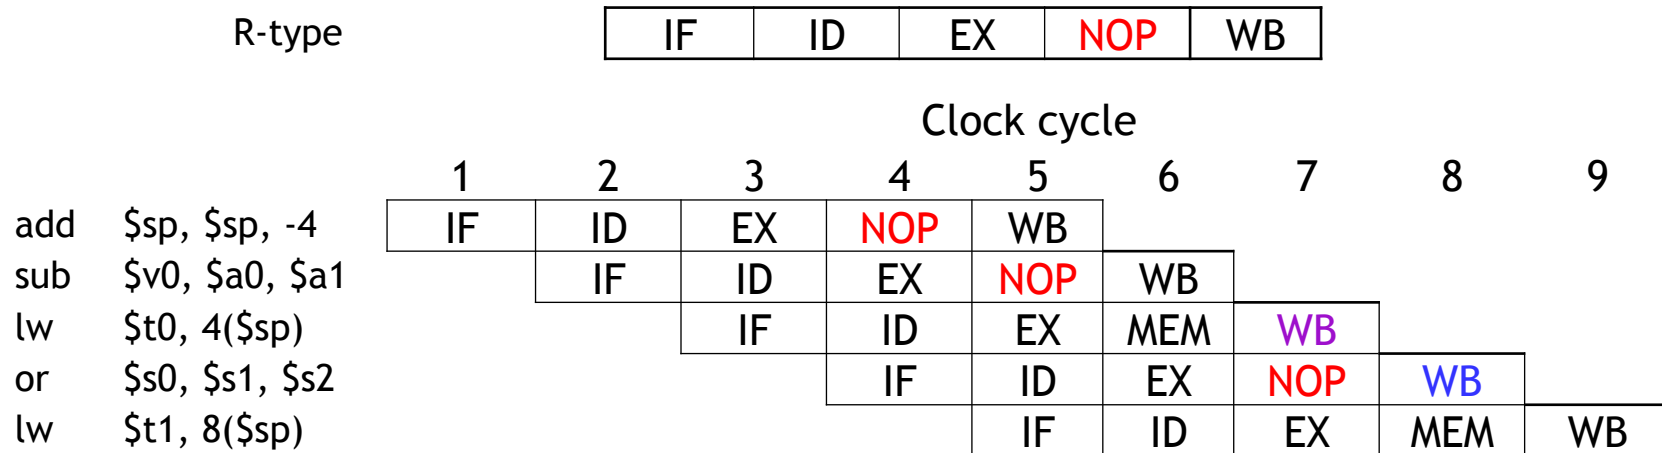 R-type IF ID EX NOP WB
Clock cycle
1 2 3 4 5 6 7 8 9
add $sp, $sp, -4 IF ID EX NOP WB
sub $v0, $a0, $a1 IF ID EX NOP WB
lw $t0, 4($sp) IF ID EX MEM WB
or $s0, $s1, $s2 IF ID EX NOP WB
lw $t1, 8($sp) IF ID EX MEM WB